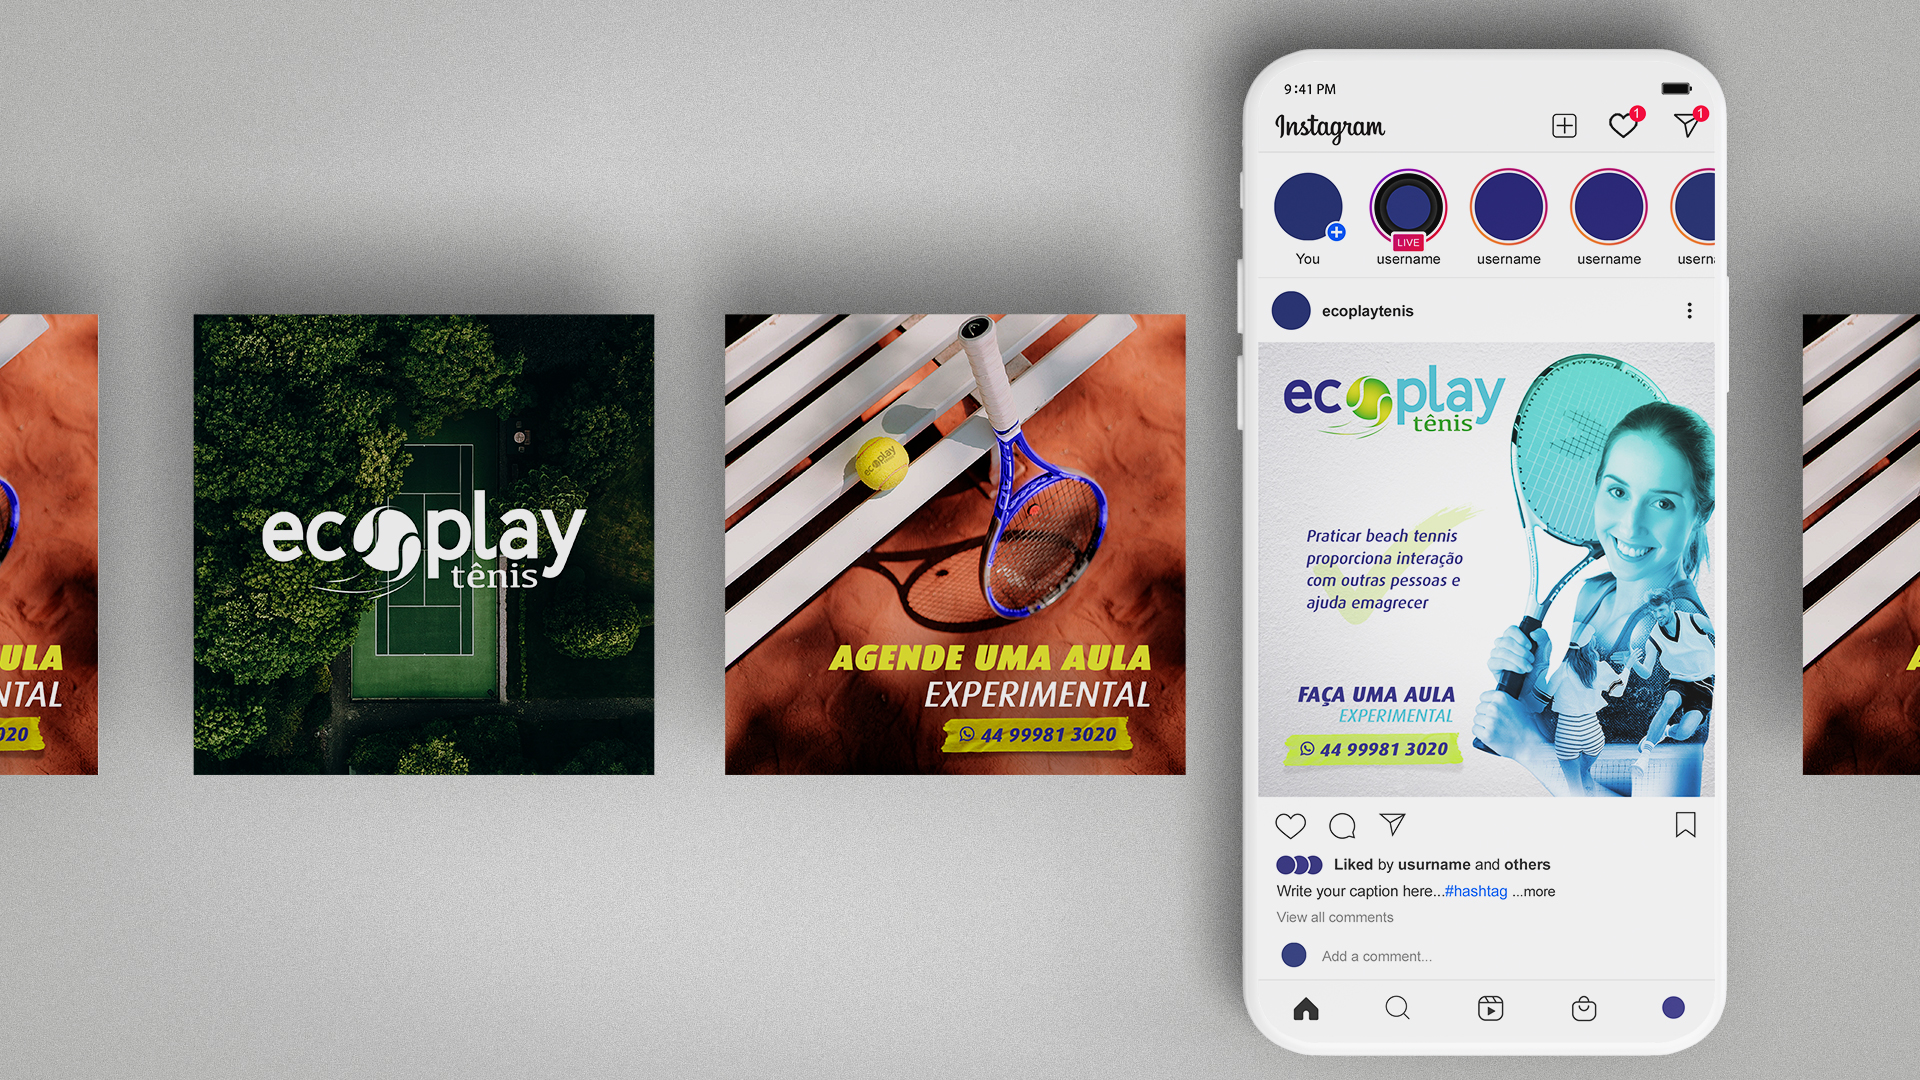 ULA
NTAL
020
ecoplay
tênis
ecoplay
AGENDE UMA AULA
EXPERIMENTAL
44 99981 3020
9:41 PM
Instagram
1
1
LIVE
You
username
username
username
usern
ecoplaytenis
ecoplay
tênis
Praticar beach tennis
proporciona interação
com outras pessoas e
ajuda emagrecer
FAÇA UMA AULA
EXPERIMENTAL
44 99981 3020
Liked by usurname and others
Write your caption here...#hashtag ...more
View all comments
Add a comment...